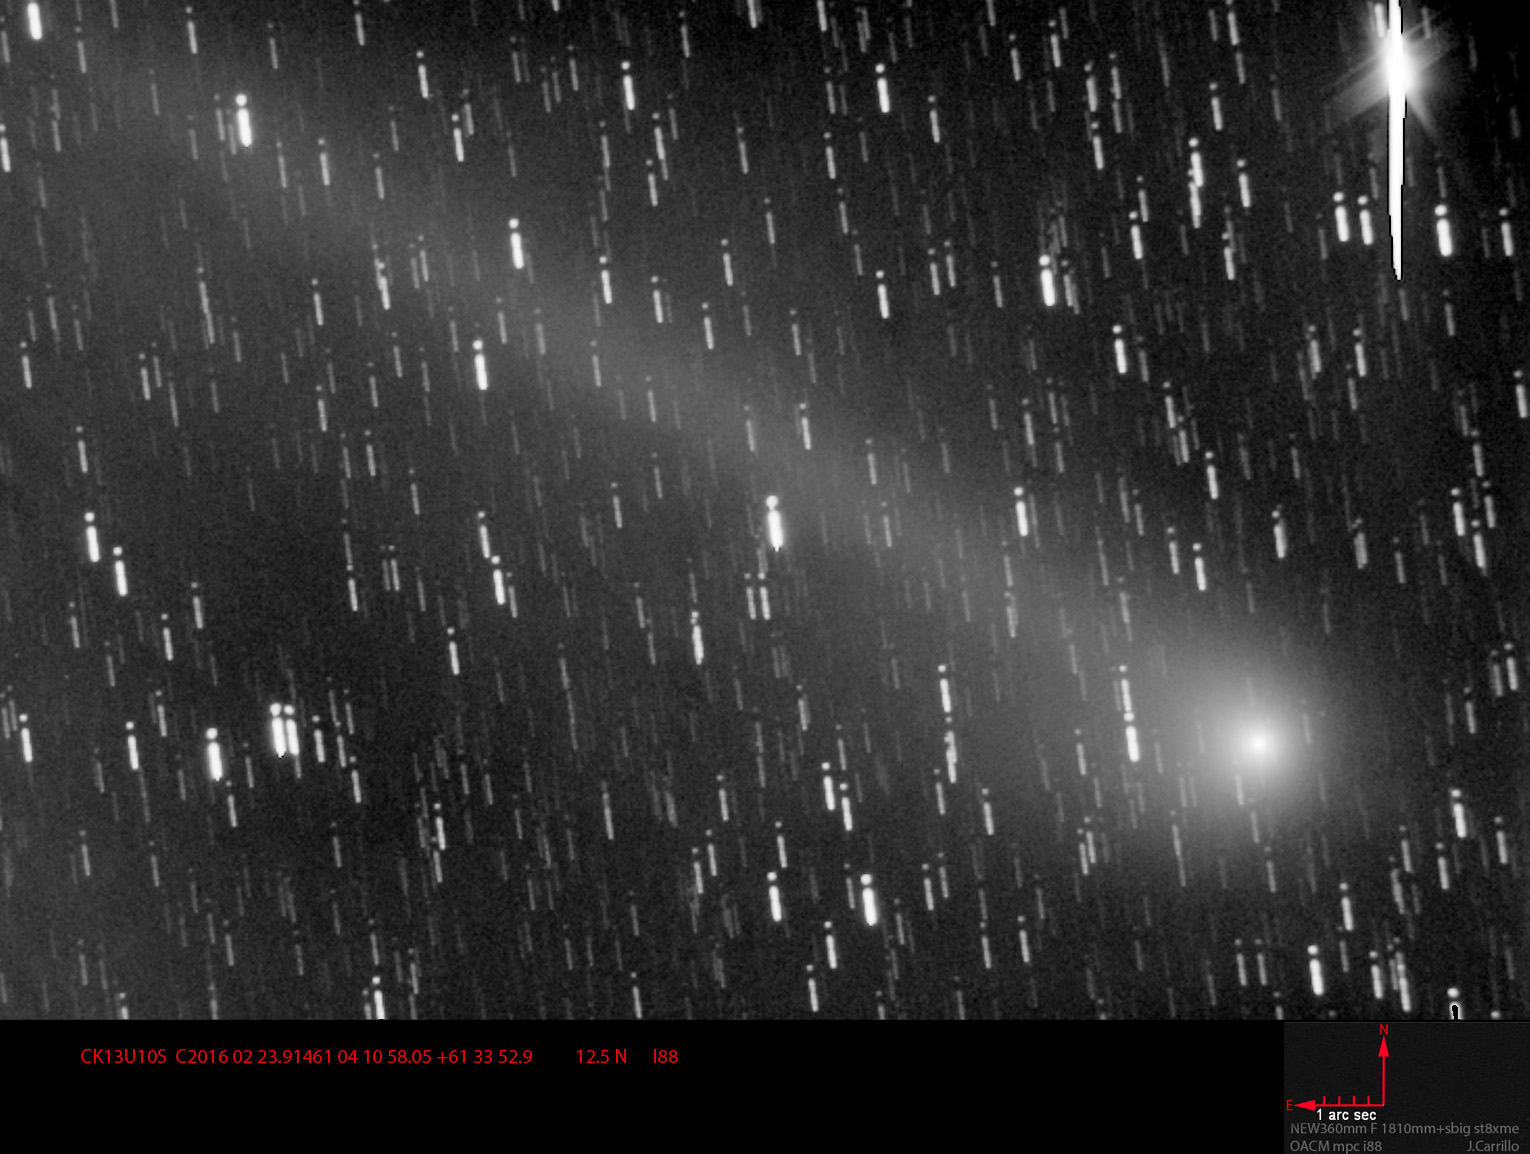 CK13U10S C2016 02 23.91461 04 10 58.05 +61 33 52.9 12.5 N I88
N
E
1 arc sec
NEW360mm F 1810mm+sbig st8xme
OACM mpc i88 J.Carrillo